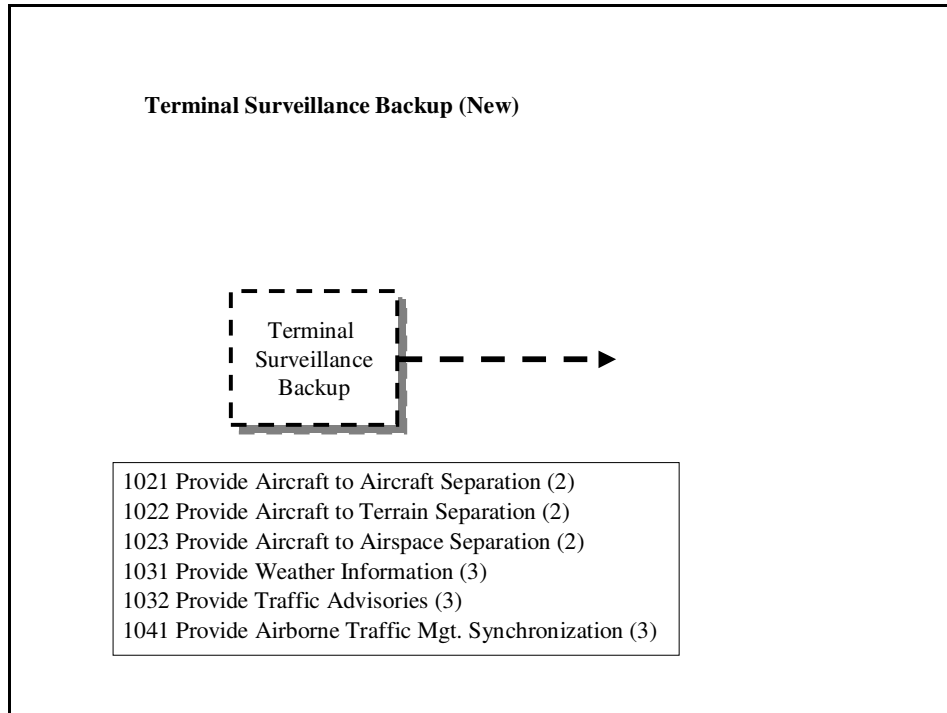 Terminal Surveillance Backup (New)
Terminal
Surveillance
Backup
1021 Provide Aircraft to Aircraft Separation (2)
1022 Provide Aircraft to Terrain Separation (2)
1023 Provide Aircraft to Airspace Separation (2)
1031 Provide Weather Information (3)
1032 Provide Traffic Advisories (3)
1041 Provide Airborne Traffic Mgt. Synchronization (3)